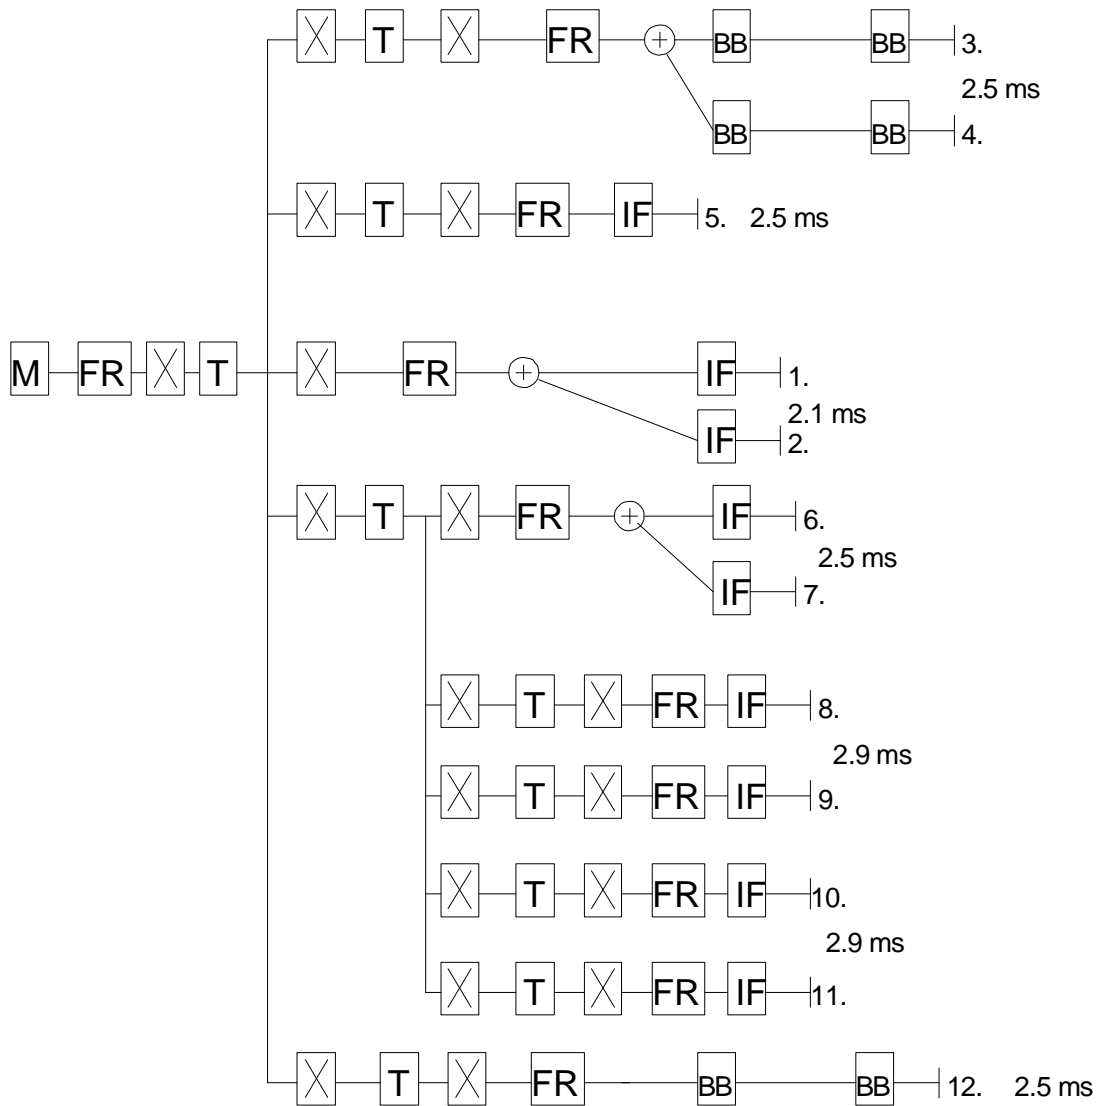 T FR BB BB 3.
2.5 ms
BB BB 4.
T FR IF 5. 2.5 ms
M FR T FR IF 1.
2.1 ms
IF 2.
T FR IF 6.
2.5 ms
IF 7.
T FR IF 8.
2.9 ms
T FR IF 9.
T FR IF 10.
2.9 ms
T FR IF 11.
T FR BB BB 12. 2.5 ms